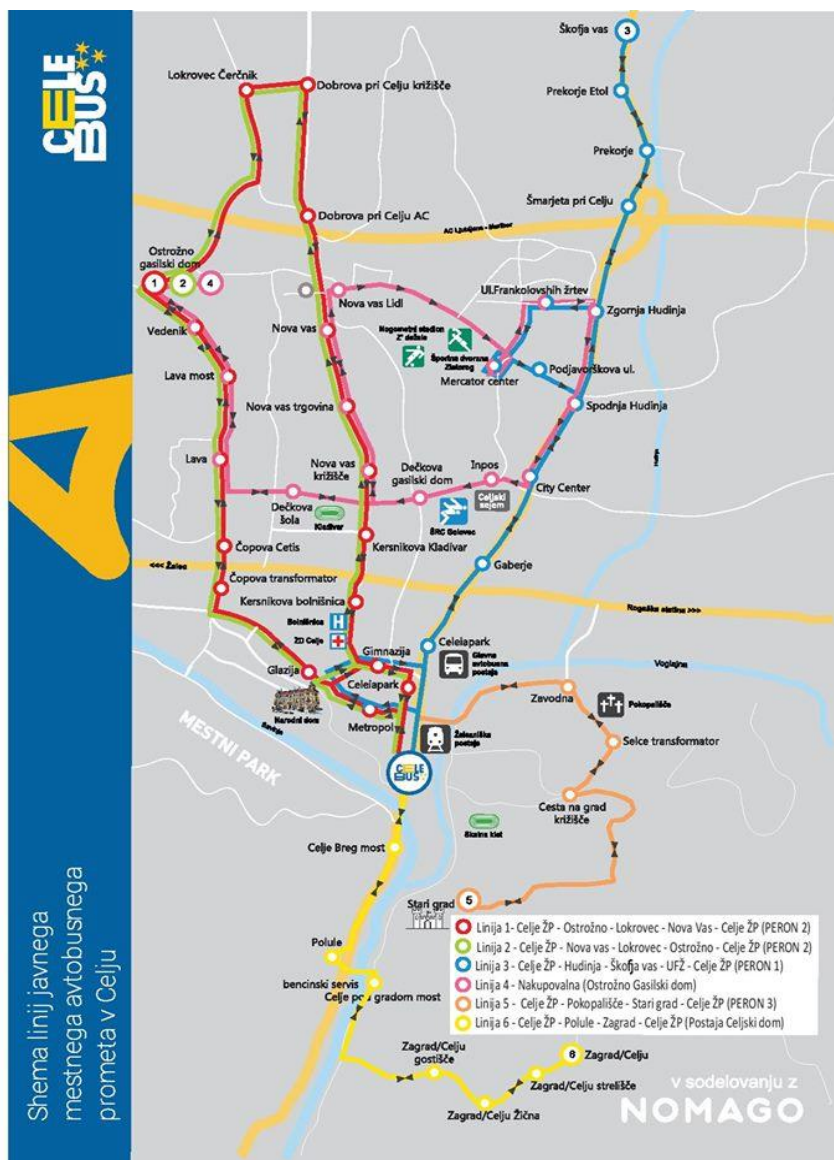 CELEBUS
Shema linij javnega
mestnega avtobusnega
prometa v Celju
Škofja vas
3
Prekorje Etol
Prekorje
Šmarjeta pri Celju
Lokrovec Čerčnik
Dobrova pri Celju križišče
Dobrova pri Celju AC
AC Ljubljana - Maribor
Ostrožno
gasilski dom
1
2
4
Vedenik
Nova vas Lidl
Ul.Frankolovshih žrtev
Zgornja Hudinja
Nova vas
Nogometni stadion
Z' dežele
Športna dvorana
Zlatorog
Mercator center
Podjavorškova ul.
Lava most
Nova vas trgovina
Spodnja Hudinja
Hudinja
Lava
Nova vas
križišče
Dečkova
gasilski dom
Inpos
City Center
Celjski
sejem
Dečkova
šola
Kladivar
ŠRC Golovec
Kersnikova Kladivar
Čopova Cetis
Gaberje
<<< Žalec
Čopova transformator
Kersnikova bolnišnica
Rogaška slatina >>>
Bolnišnica
H
ZD Celje
Gimnazija
Celeiapark
Glavna
avtobusna
postaja
Voglajna
Glazija
Celeiapark
Zavodna
Pokopališče
Narodni dom
Metropol
Železniška
postaja
Selce transformator
Savinja
MESTNI PARK
CELEBUS
Cesta na grad
križišče
Celje Breg most
Skalna klet
Stari grad
5
Polule
bencinski servis
Celje pod gradom most
Linija 1- Celje ŽP - Ostrožno - Lokrovec - Nova Vas - Celje ŽP (PERON 2)
Linija 2 - Celje ŽP - Nova vas - Lokrovec - Ostrožno - Celje ŽP (PERON 2)
Linija 3 - Celje ŽP - Hudinja - Škofja vas - UFŽ - Celje ŽP (PERON 1)
Linija 4 - Nakupovalna (Ostrožno Gasilski dom)
Linija 5 - Celje ŽP - Pokopališče - Stari grad - Celje ŽP (PERON 3)
Linija 6 - Celje ŽP - Polule - Zagrad - Celje ŽP (Postaja Celjski dom)
Zagrad/Celju
gostišče
6
Zagrad/Celju
Zagrad/Celju strelišče
Zagrad/Celju Žična
v sodelovanju z
NOMAGO